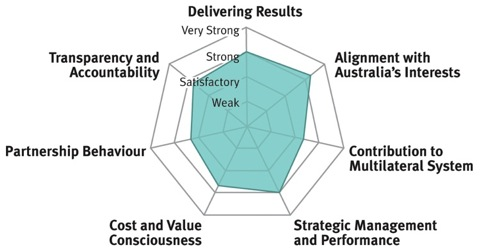 Delivering Results
Very Strong
Strong
Satisfactory
Weak
Transparency and
Accountability
Alignment with
Australia's Interests
Partnership Behaviour
Contribution to
Multilateral System
Cost and Value
Consciousness
Strategic Management
and Performance